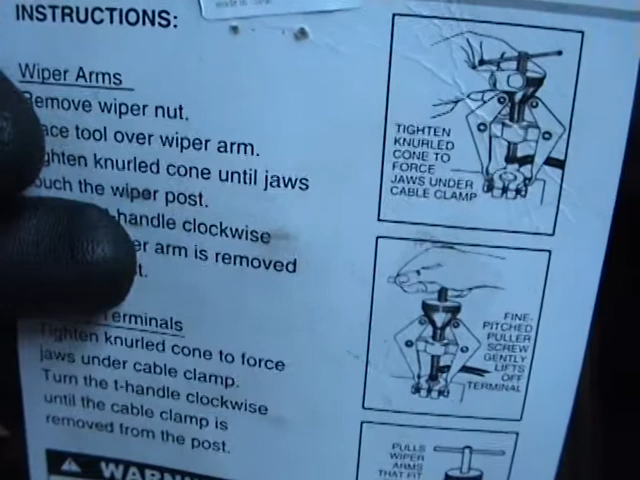 INSTRUCTIONS:
Wiper Arms
Remove wiper nut.
ace tool over wiper arm.
ghten knurled cone until jaws
ouch the wiper post.
handle clockwise
er arm is removed
t.
Terminals
Tighten knurled cone to force
jaws under cable clamp.
Turn the t-handle clockwise
until the cable clamp is
removed from the post.
WARN
TIGHTEN
KNURLED
CONE TO
FORCE
JAWS UNDER
CABLE CLAMP
FINE-
PITCHED
PULLER
SCREW
GENTLY
LIFTS
OFF
TERMINAL
PULLS
WIPER
ARMS
THAT FIT